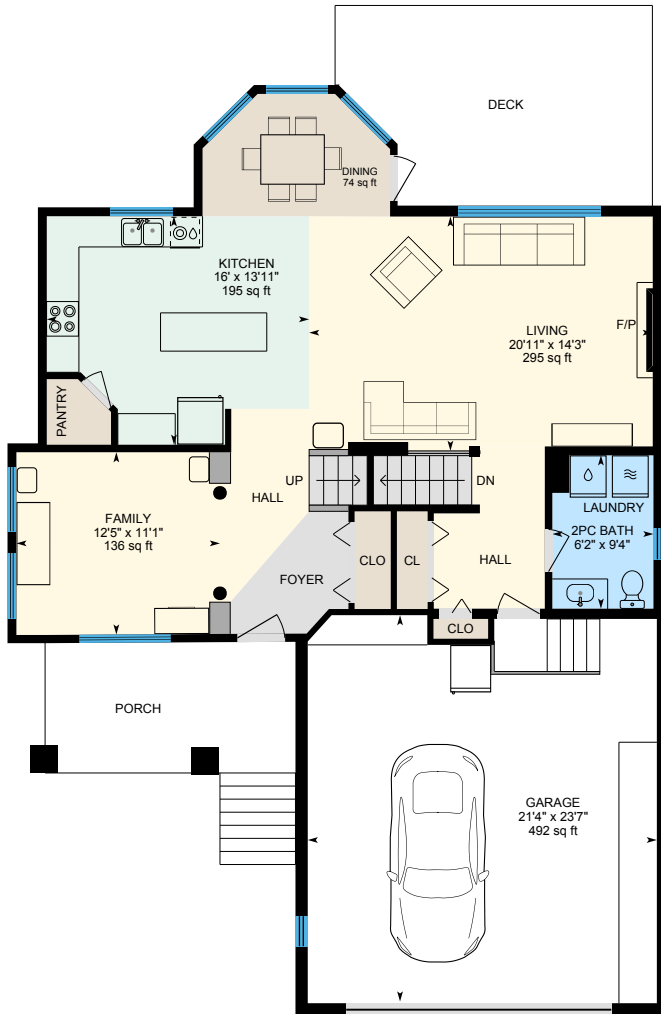 DECK
DINING
74 sq ft
KITCHEN
16' x 13'11"
195 sq ft
F/P
LIVING
20'11" x 14'3"
295 sq ft
PANTRY
UP
DN
HALL
FAMILY
12'5" x 11'1"
136 sq ft
LAUNDRY
2PC BATH
6'2" x 9'4"
CLO
CL
HALL
FOYER
CLO
PORCH
GARAGE
21'4" x 23'7"
492 sq ft